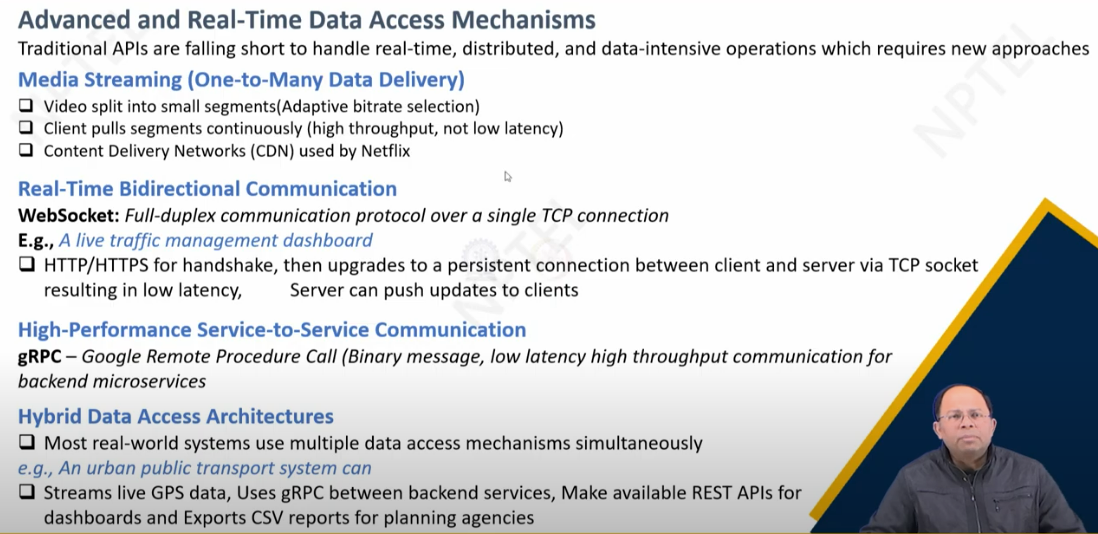 Advanced and Real-Time Data Access Mechanisms
Traditional APIs are falling short to handle real-time, distributed, and data-intensive operations which requires new approaches
Media Streaming (One-to-Many Data Delivery)
Video split into small segments(Adaptive bitrate selection)
Client pulls segments continuously (high throughput, not low latency)
Content Delivery Networks (CDN) used by Netflix
Real-Time Bidirectional Communication
WebSocket: Full-duplex communication protocol over a single TCP connection
E.g., A live traffic management dashboard
HTTP/HTTPS for handshake, then upgrades to a persistent connection between client and server via TCP socket
resulting in low latency, Server can push updates to clients
High-Performance Service-to-Service Communication
gRPC – Google Remote Procedure Call (Binary message, low latency high throughput communication for
backend microservices
Hybrid Data Access Architectures
Most real-world systems use multiple data access mechanisms simultaneously
e.g., An urban public transport system can
Streams live GPS data, Uses gRPC between backend services, Make available REST APIs for
dashboards and Exports CSV reports for planning agencies
NPTEL
NPTEL
NPTEL